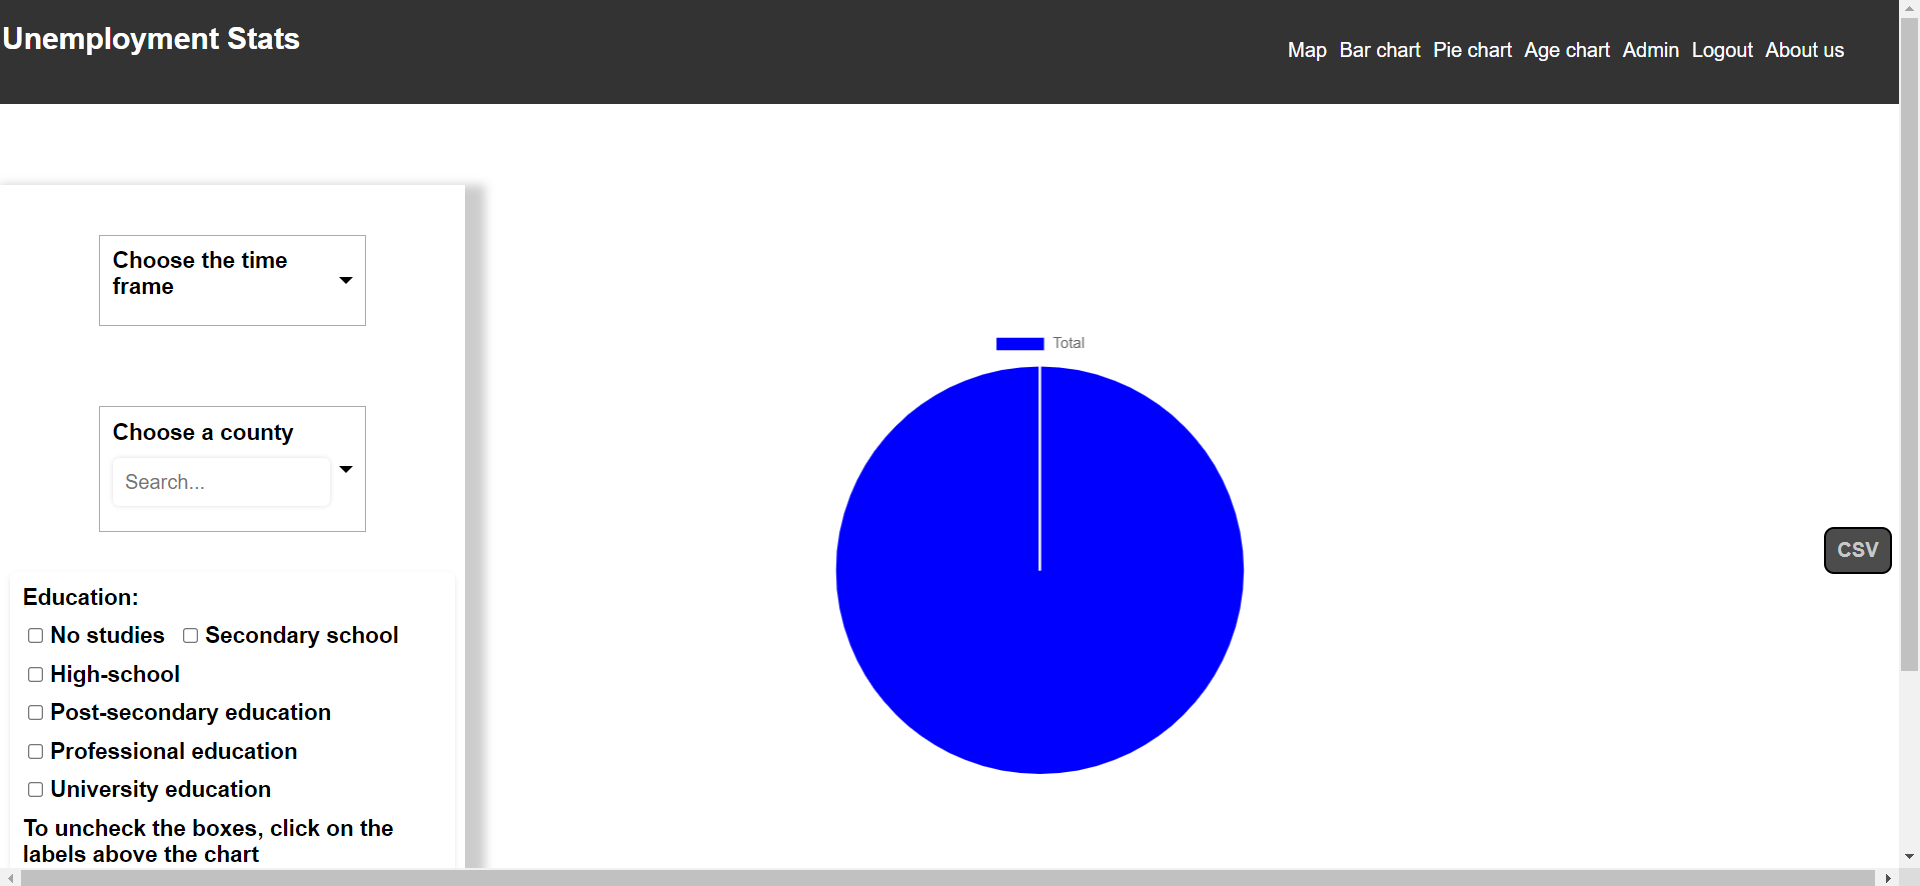 Unemployment Stats
Map Bar chart Pie chart Age chart Admin Logout About us
Choose the time
frame
Choose a county
Search...
Education:
No studies Secondary school
High-school
Post-secondary education
Professional education
University education
To uncheck the boxes, click on the
labels above the chart
Total
CSV